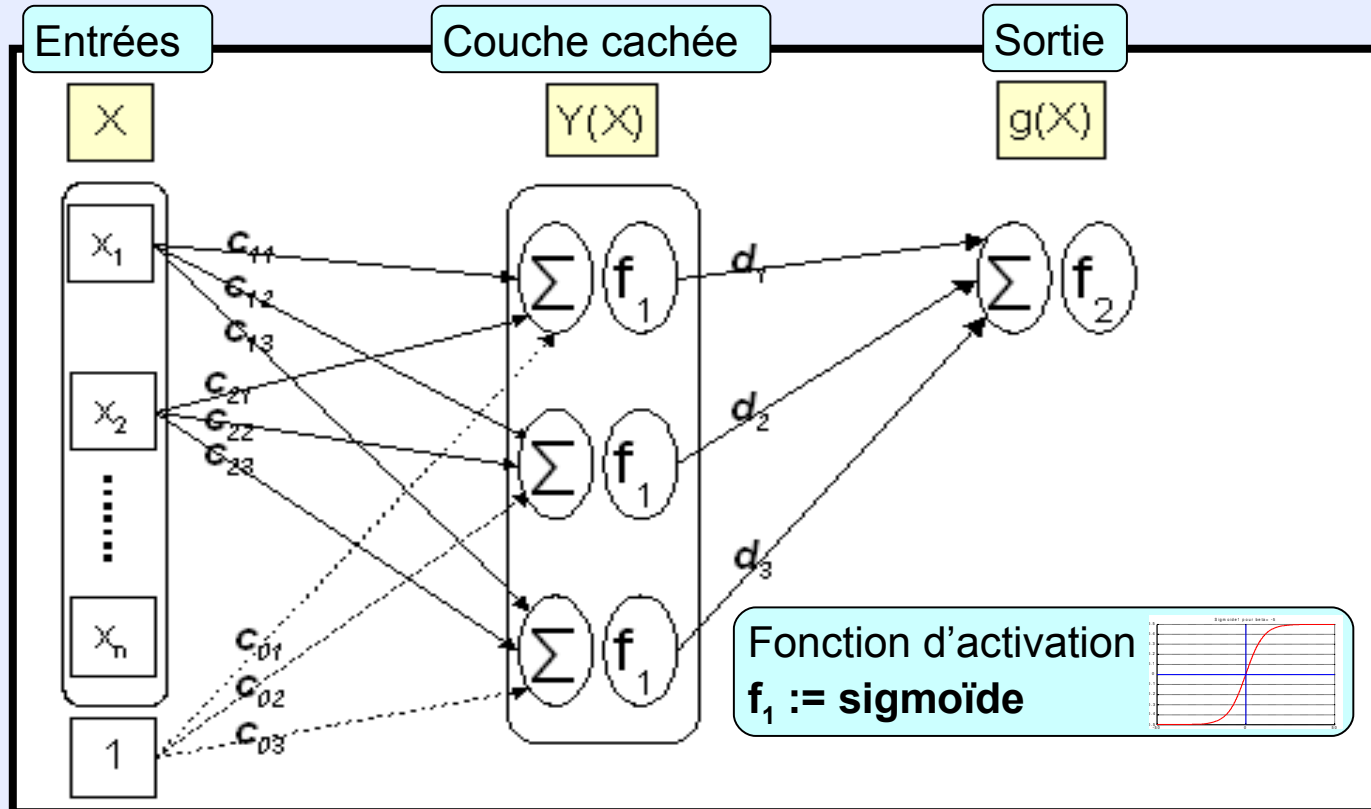 Entrées
Couche cachée
Sortie
X
Y(X)
g(X)
x₁
c₁₁
c₁₂
c₁₃
Σ f₁
d₁
Σ f₂
x₂
c₂₁
c₂₂
c₂₃
Σ f₁
d₂
xₙ
c₀₁
c₀₂
c₀₃
Σ f₁
d₃
1
Fonction d’activation
f₁ := sigmoïde